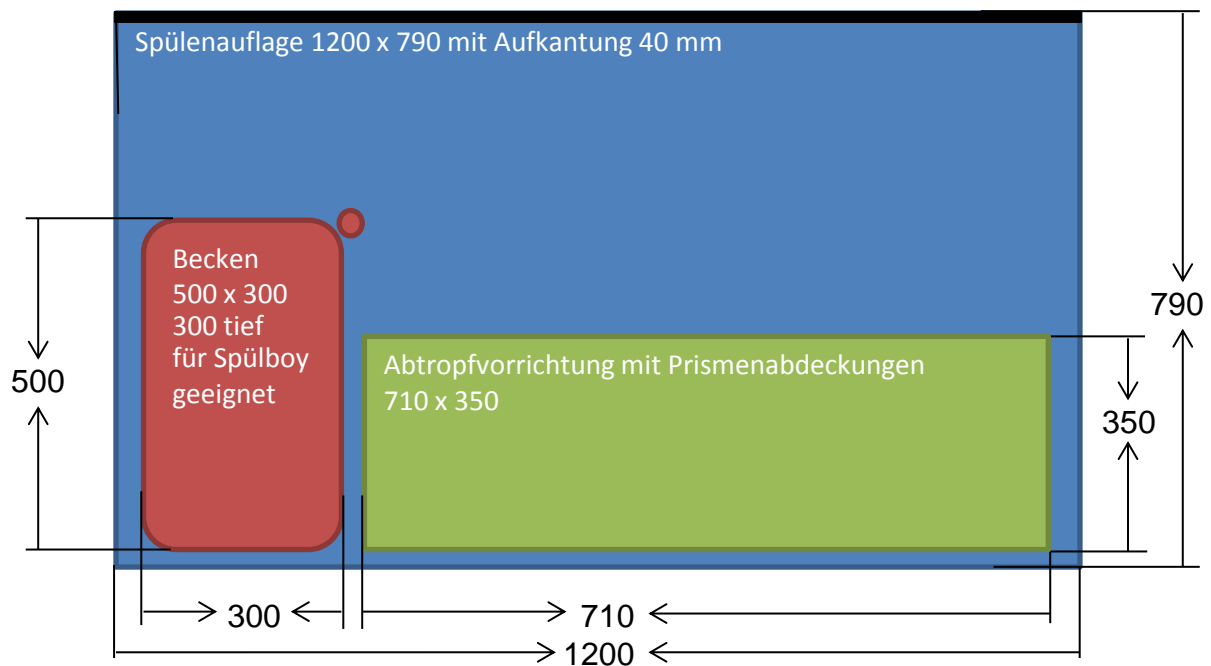 Spülenauflage 1200 x 790 mit Aufkantung 40 mm
790
Becken
500 x 300
300 tief
für Spülboy
geeignet
500
Abtropfvorrichtung mit Prismenabdeckungen
710 x 350
350
300
710
1200